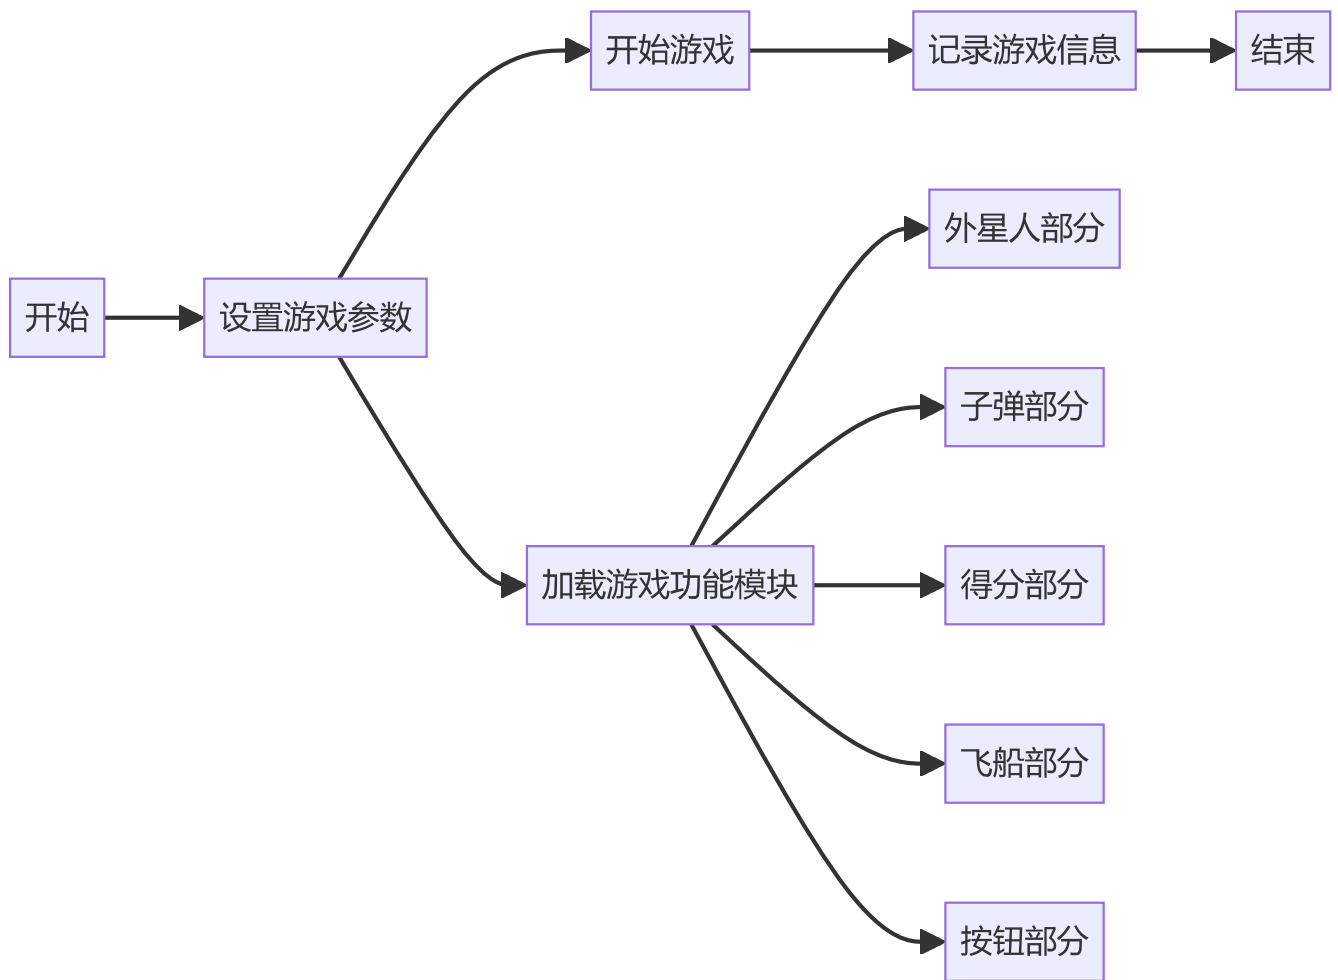 开始游戏
记录游戏信息
结束
外星人部分
开始
设置游戏参数
子弹部分
加载游戏功能模块
得分部分
飞船部分
按钮部分